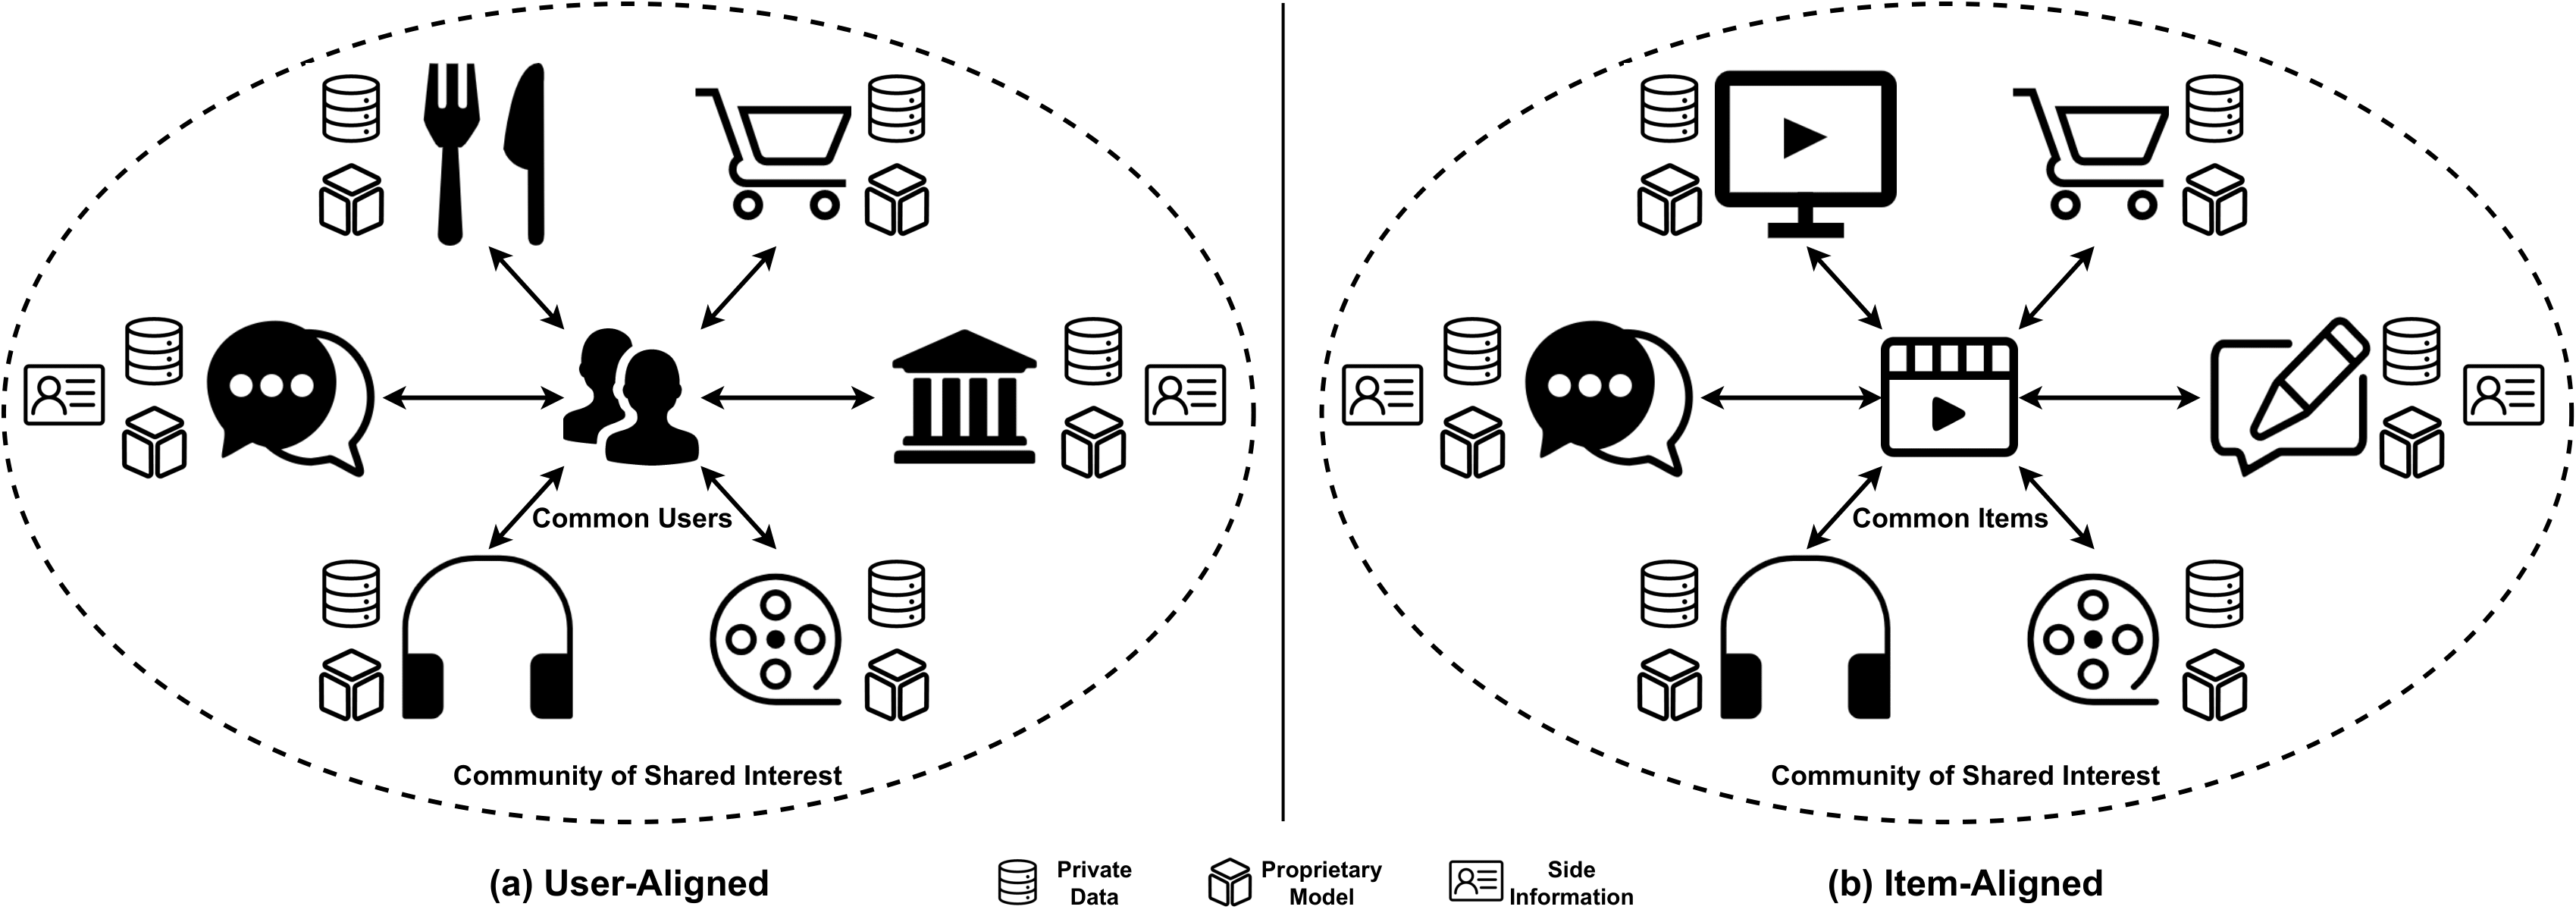 Common Users
Community of Shared Interest
(a) User-Aligned
Common Items
Community of Shared Interest
(b) Item-Aligned
Private
Data
Proprietary
Model
Side
Information